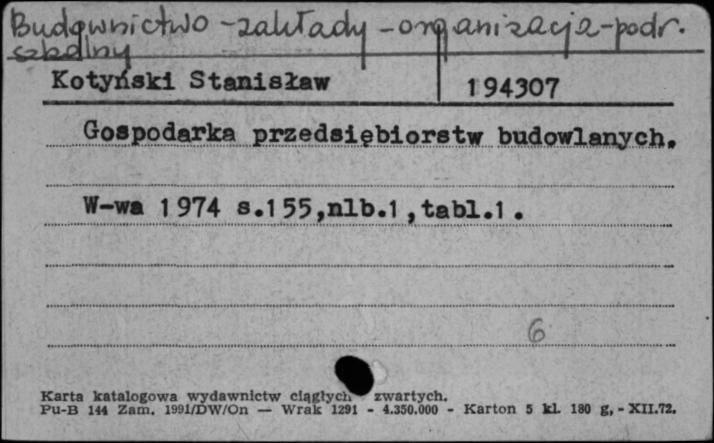 Budownictwo - zakłady - organizacja - podr.
szkolny
Kotyński Stanisław
194307
Gospodarka przedsiębiorstw budowlanych.
W-wa 1974 s.155,nlb.1,tabl.1.
6
Karta katalogowa wydawnictw ciągłych zwartych.
Pu-B 144 Zam. 1991/DW/On — Wrak 1291 - 4.350.000 - Karton 5 kl. 180 g, - XII.72.